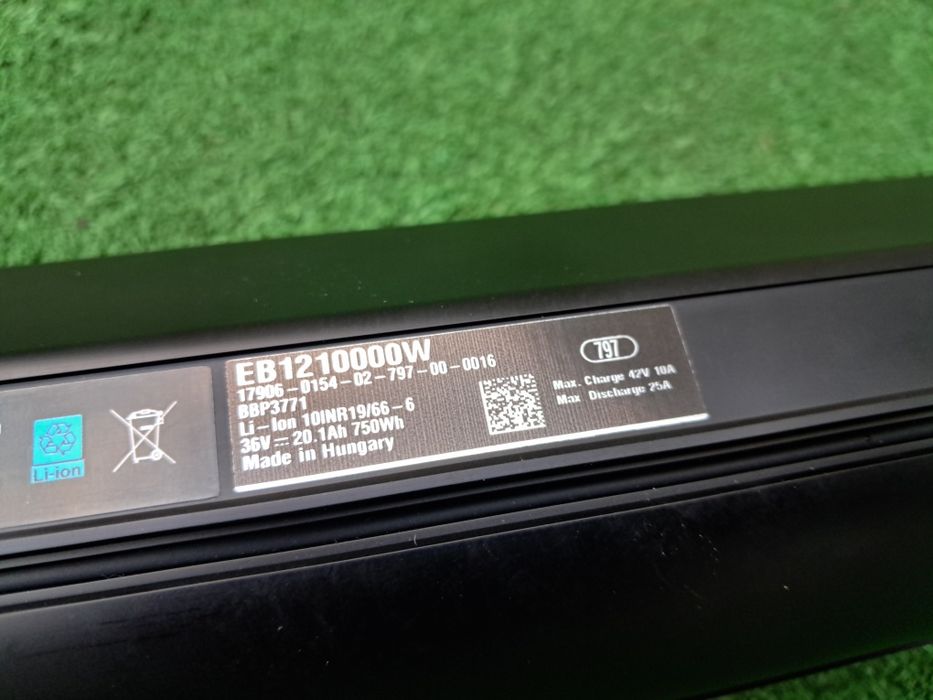 Li-ion
EB1210000W
17906-0154-02-797-00-0016
BBP3771
Li-Ion 10INR19/66-6
36V⎓20.1Ah 750Wh
Made in Hungary
797
Max. Charge 42V 10A
Max Discharge 25A